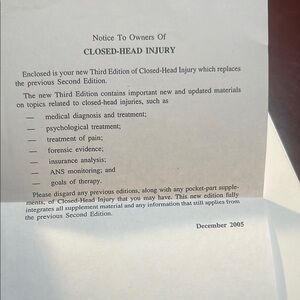 Notice To Owners Of
CLOSED-HEAD INJURY
Enclosed is your new Third Edition of Closed-Head Injury which replaces
the previous Second Edition.
The new Third Edition contains important new and updated materials
on topics related to closed-head injuries, such as
— medical diagnosis and treatment;
— psychological treatment;
— treatment of pain;
— forensic evidence;
— insurance analysis;
— ANS monitoring; and
— goals of therapy.
Please disgard any previous editions, along with any pocket-part supple-
ments, of Closed-Head Injury that you may have. This new edition fully
integrates all supplement material and any information that still applies from
the previous Second Edition.
December 2005